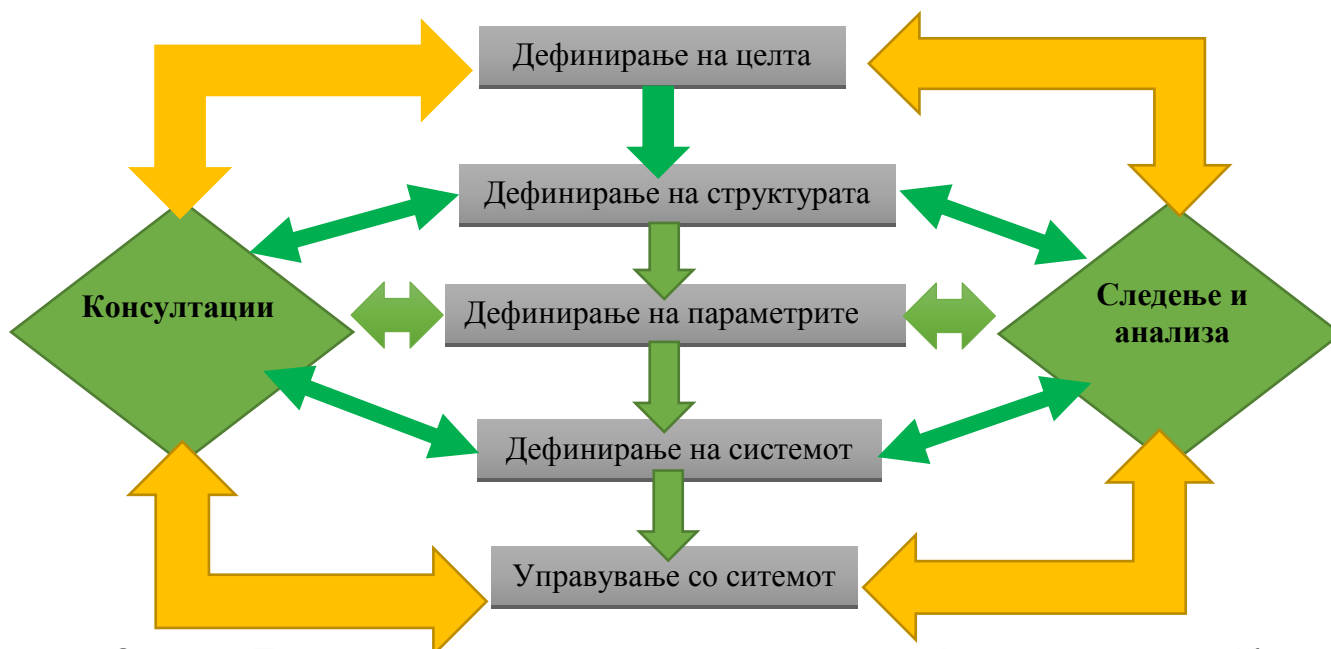 Дефинирање на целта
Дефинирање на структурата
Консултации
Дефинирање на параметрите
Следење и
анализа
Дефинирање на системот
Управување со ситемот